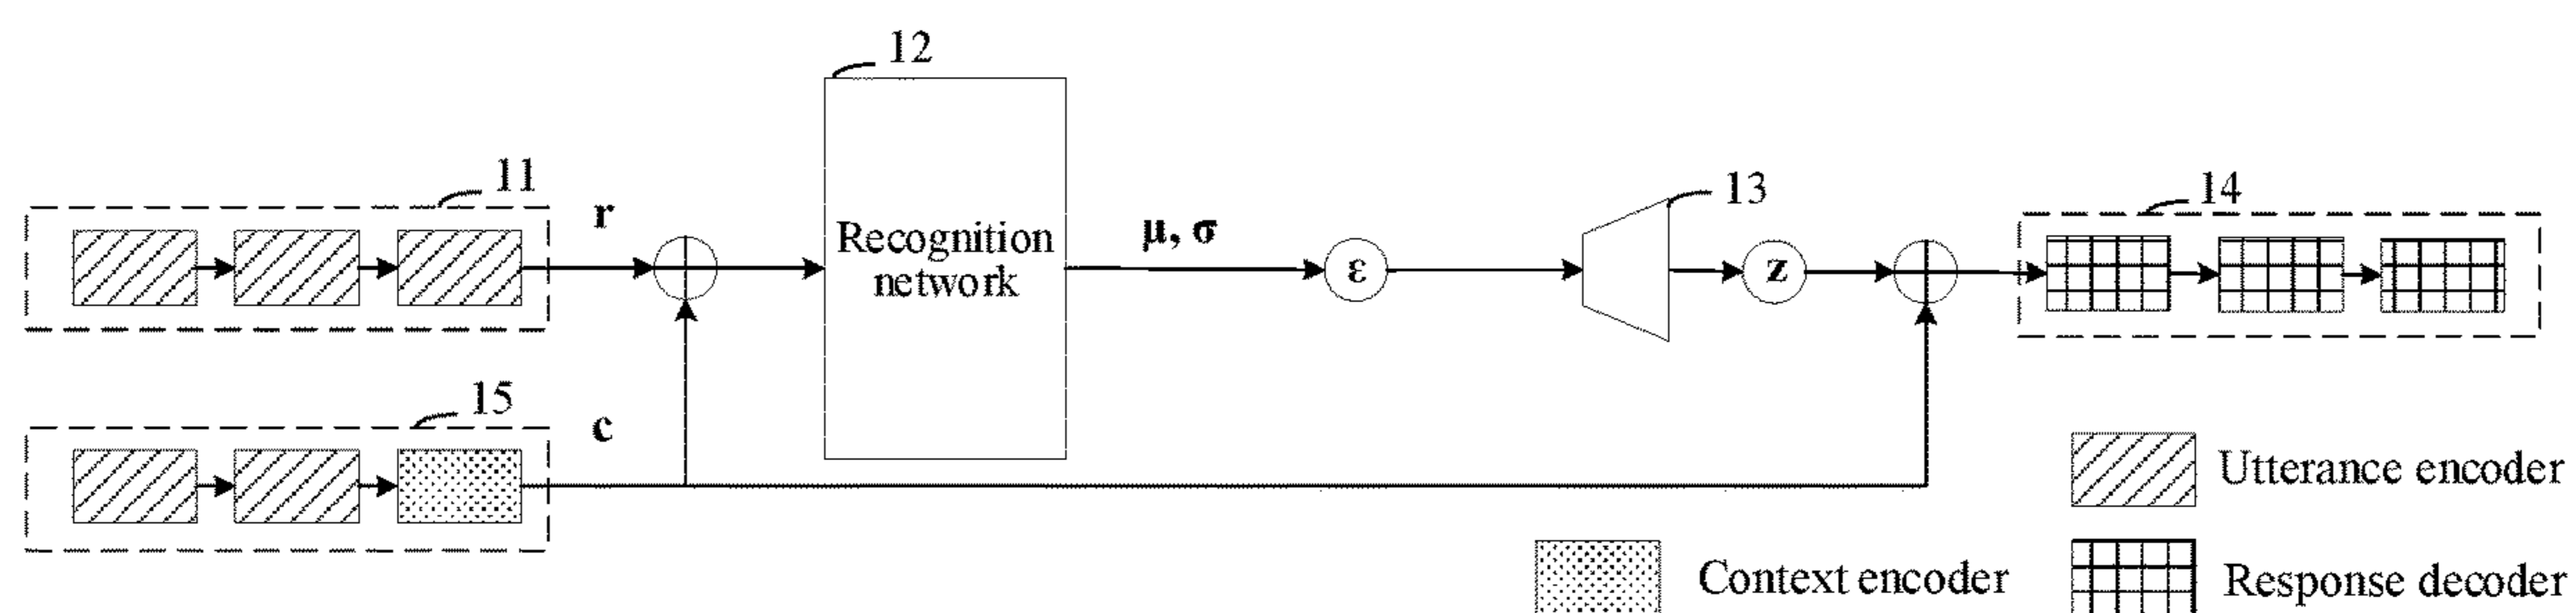 12
11
r
Recognition
network
μ, σ
ε
13
z
14
15
c
Utterance encoder
Context encoder
Response decoder